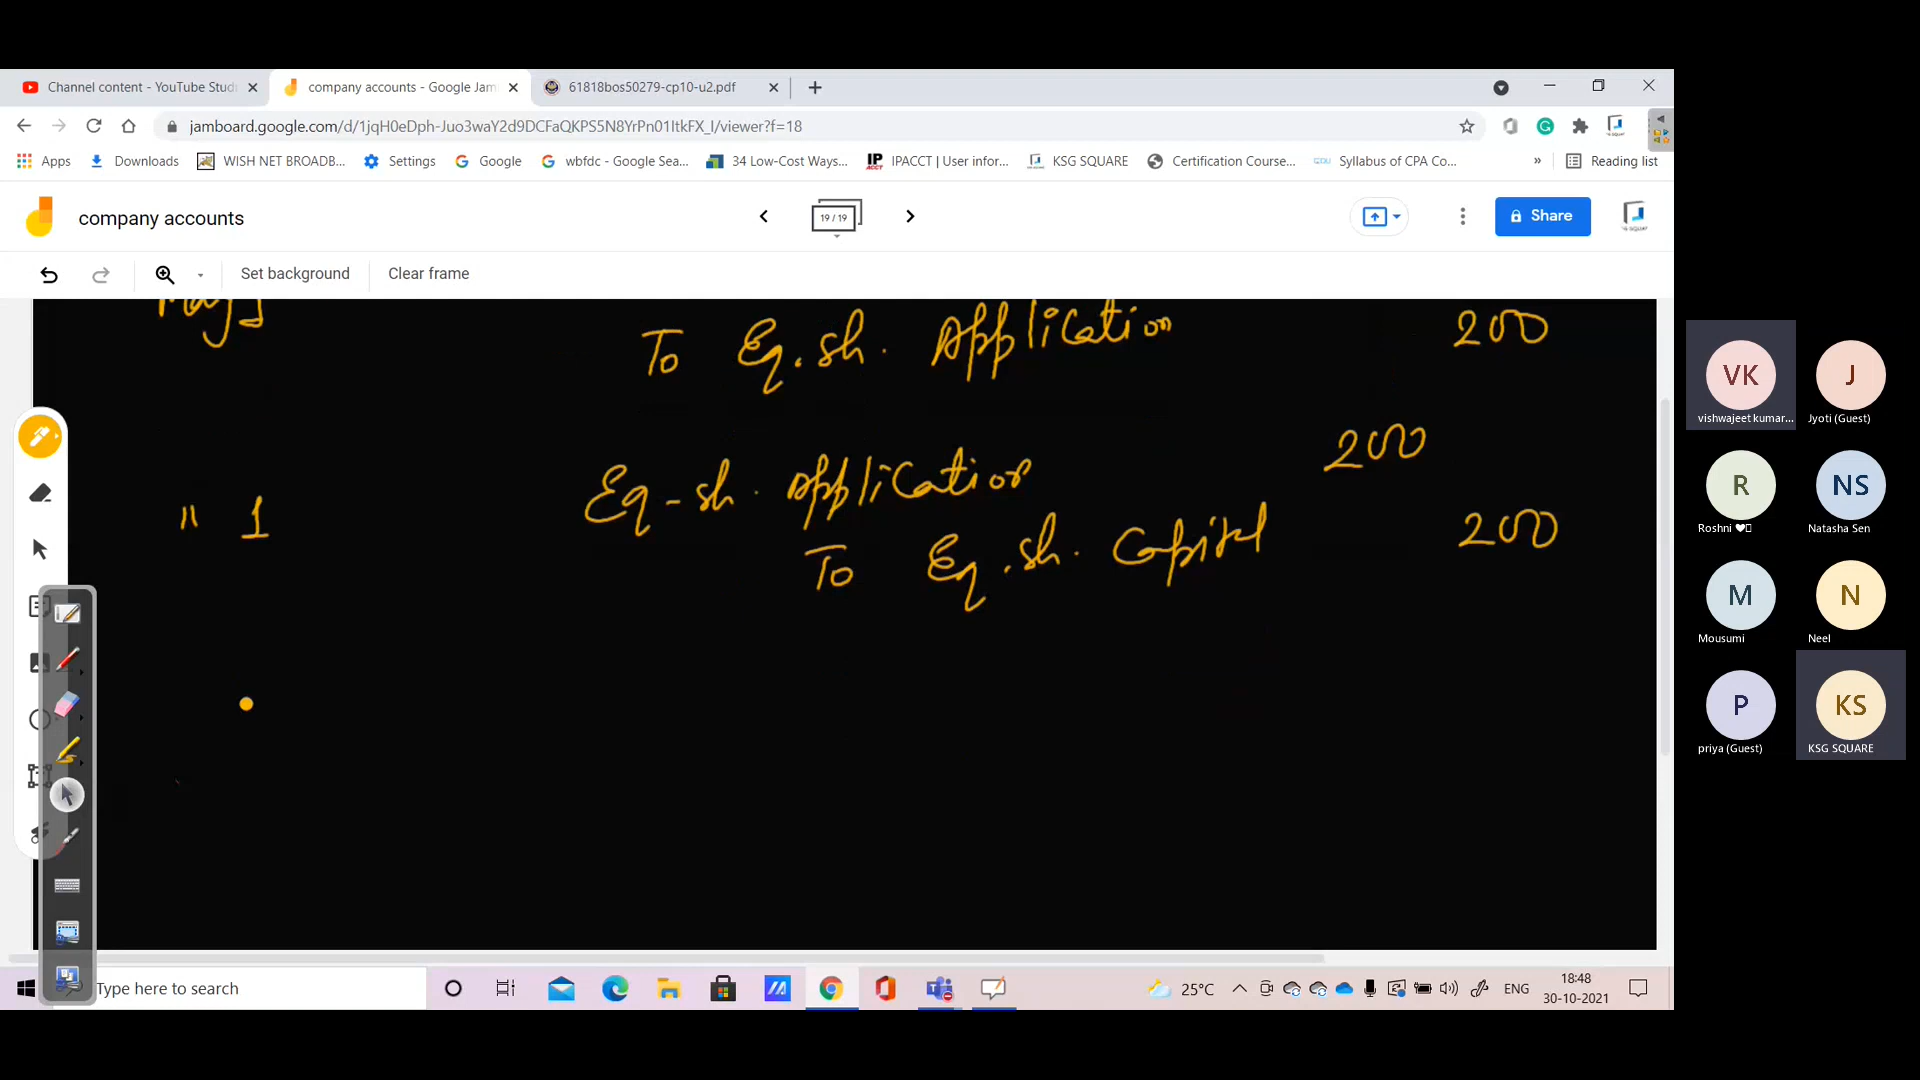 Channel content - YouTube Studi
company accounts - Google Jam
61818bos50279-cp10-u2.pdf
jamboard.google.com/d/1jqH0eDph-Juo3waY2d9DCFaQKPS5N8YrPn01ItkFX_I/viewer?f=18
Apps Downloads WISH NET BROADB... Settings Google wbfdc - Google Sea... 34 Low-Cost Ways... IPACCT | User infor... KSG SQUARE Certification Course... Syllabus of CPA Co... » Reading list
company accounts
19 / 19
Share
Set background Clear frame
To Eq. sh. Application 200
Eq - sh. Application 200
" 1
To Eq. sh. Capital 200
VK J
vishwajeet kumar... Jyoti (Guest)
R NS
Roshni Natasha Sen
M N
Mousumi Neel
P KS
priya (Guest) KSG SQUARE
Type here to search
25°C ENG
18:48
30-10-2021